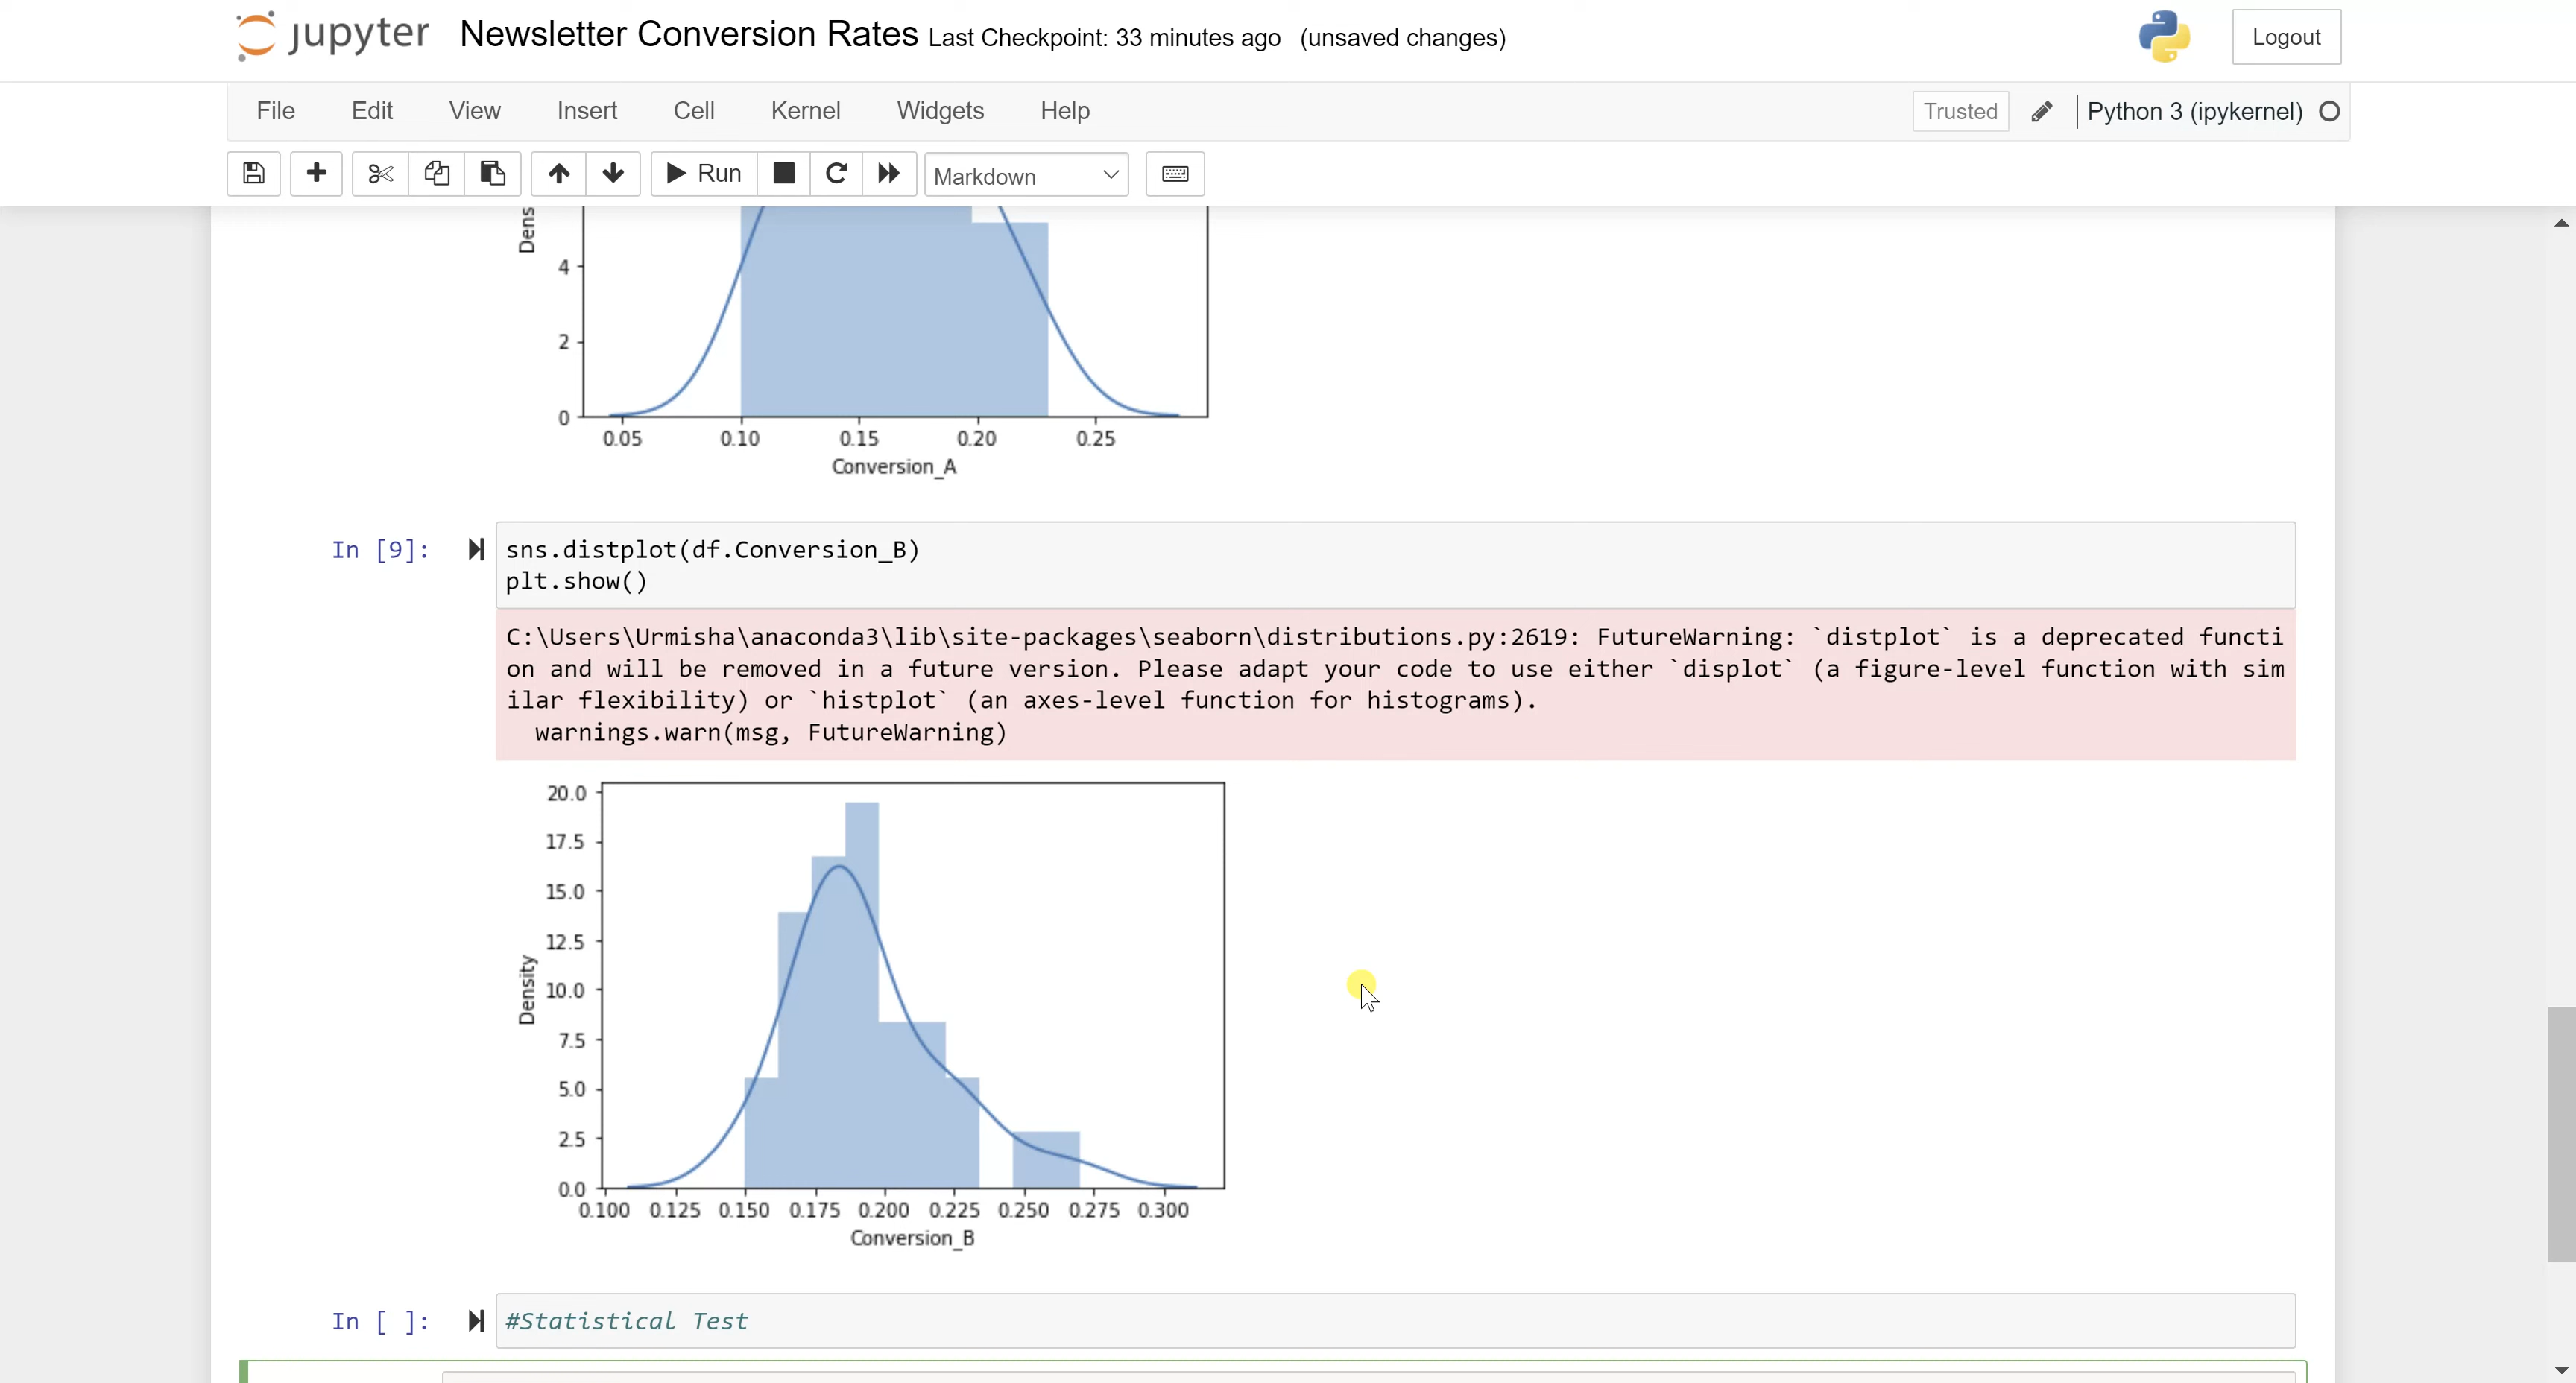 jupyter Newsletter Conversion Rates Last Checkpoint: 33 minutes ago (unsaved changes)
Logout
File Edit View Insert Cell Kernel Widgets Help
Trusted Python 3 (ipykernel)
Run Markdown
Dens
4
2
0
0.05 0.10 0.15 0.20 0.25
Conversion_A
In [9]: sns.distplot(df.Conversion_B)
plt.show()
C:\Users\Urmisha\anaconda3\lib\site-packages\seaborn\distributions.py:2619: FutureWarning: `distplot` is a deprecated functi
on and will be removed in a future version. Please adapt your code to use either `displot` (a figure-level function with sim
ilar flexibility) or `histplot` (an axes-level function for histograms).
warnings.warn(msg, FutureWarning)
20.0
17.5
15.0
12.5
10.0
7.5
5.0
2.5
0.0
Density
0.100 0.125 0.150 0.175 0.200 0.225 0.250 0.275 0.300
Conversion_B
In [ ]: #Statistical Test